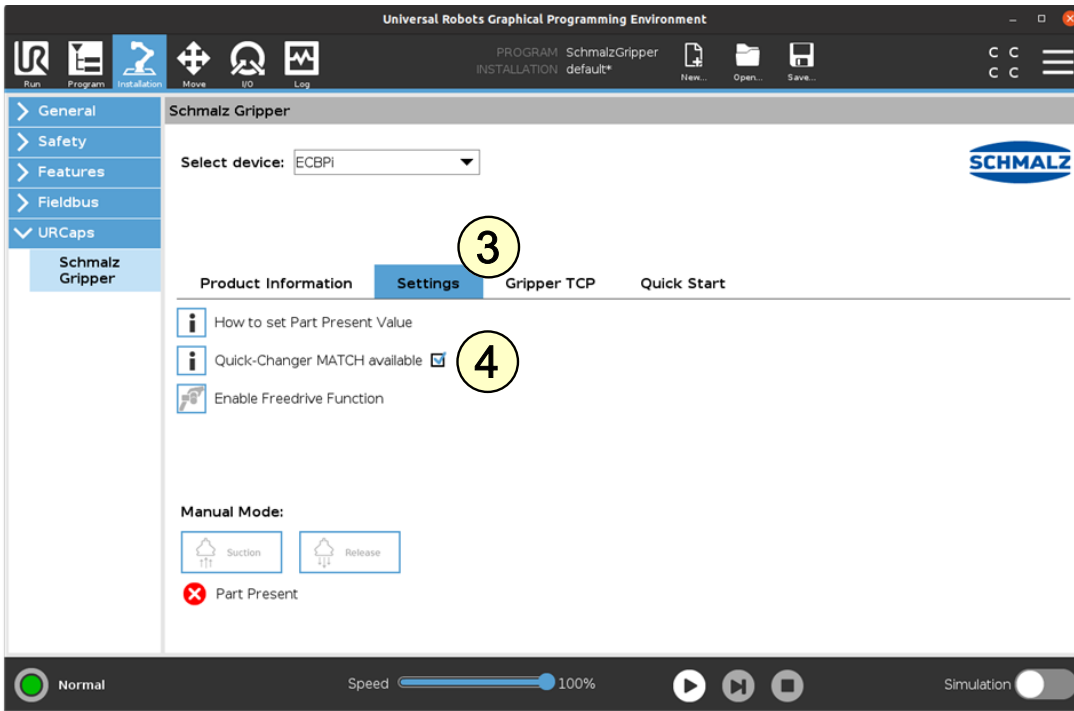 Universal Robots Graphical Programming Environment
UR
Run
Program
Installation
Move
I/O
Log
PROGRAM SchmalzGripper
INSTALLATION default*
New...
Open...
Save...
C C
C C
General
Safety
Features
Fieldbus
URCaps
Schmalz
Gripper
Schmalz Gripper
Select device: ECBPi
SCHMALZ
3
Product Information Settings Gripper TCP Quick Start
i How to set Part Present Value
i Quick-Changer MATCH available
4
Enable Freedrive Function
Manual Mode:
Suction Release
Part Present
Normal
Speed 100%
Simulation